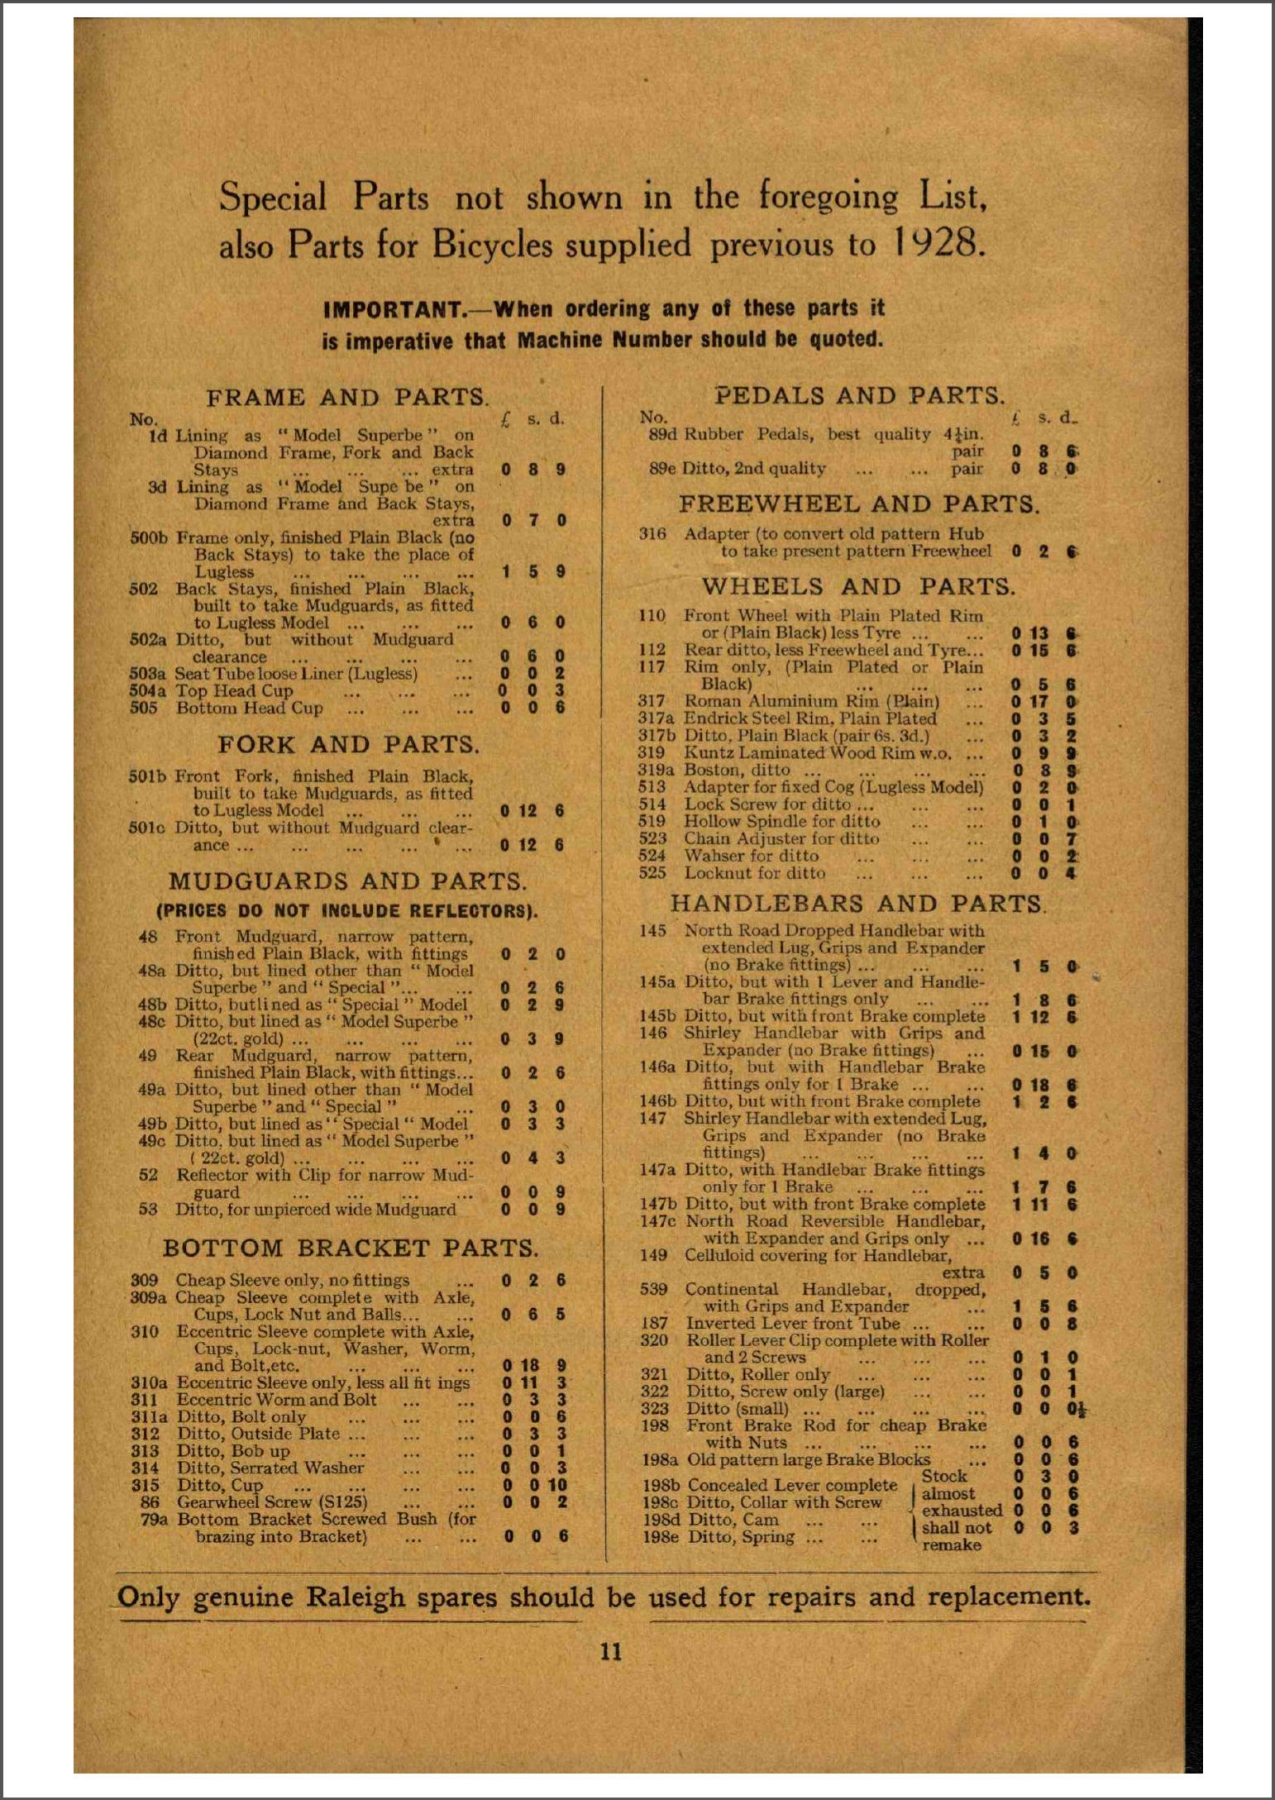 Special Parts not shown in the foregoing List,
also Parts for Bicycles supplied previous to 1928.
IMPORTANT.—When ordering any of these parts it
is imperative that Machine Number should be quoted.
FRAME AND PARTS.
No. £ s. d.
1d Lining as “ Model Superbe ” on
Diamond Frame, Fork and Back
Stays ... ... ... extra 0 8 9
3d Lining as “ Model Supe be ” on
Diamond Frame and Back Stays,
extra 0 7 0
500b Frame only, finished Plain Black (no
Back Stays) to take the place of
Lugless ... ... ... ... 1 5 9
502 Back Stays, finished Plain Black,
built to take Mudguards, as fitted
to Lugless Model ... ... ... 0 6 0
502a Ditto, but without Mudguard
clearance ... ... ... ... 0 6 0
503a Seat Tube loose Liner (Lugless) ... 0 0 2
504a Top Head Cup ... ... ... 0 0 3
505 Bottom Head Cup ... ... ... 0 0 6
FORK AND PARTS.
501b Front Fork, finished Plain Black,
built to take Mudguards, as fitted
to Lugless Model ... ... ... 0 12 6
501c Ditto, but without Mudguard clear-
ance ... ... ... ... ... 0 12 6
MUDGUARDS AND PARTS.
(PRICES DO NOT INCLUDE REFLECTORS).
48 Front Mudguard, narrow pattern,
finished Plain Black, with fittings 0 2 0
48a Ditto, but lined other than “ Model
Superbe ” and “ Special ”... ... 0 2 6
48b Ditto, butlined as “ Special ” Model 0 2 9
48c Ditto, but lined as “ Model Superbe ”
(22ct. gold) ... ... ... ... 0 3 9
49 Rear Mudguard, narrow pattern,
finished Plain Black, with fittings... 0 2 6
49a Ditto, but lined other than “ Model
Superbe ” and “ Special ” ... 0 3 0
49b Ditto, but lined as “ Special “ Model 0 3 3
49c Ditto, but lined as “ Model Superbe ”
( 22ct. gold) ... ... ... ... 0 4 3
52 Reflector with Clip for narrow Mud-
guard ... ... ... ... 0 0 9
53 Ditto, for unpierced wide Mudguard 0 0 9
BOTTOM BRACKET PARTS.
309 Cheap Sleeve only, no fittings ... 0 2 6
309a Cheap Sleeve complete with Axle,
Cups, Lock Nut and Balls... ... 0 6 5
310 Eccentric Sleeve complete with Axle,
Cups, Lock-nut, Washer, Worm,
and Bolt,etc. ... ... ... 0 18 9
310a Eccentric Sleeve only, less all fit ings 0 11 3
311 Eccentric Worm and Bolt ... ... 0 3 3
311a Ditto, Bolt only ... ... ... 0 0 6
312 Ditto, Outside Plate ... ... ... 0 3 3
313 Ditto, Bob up ... ... ... 0 0 1
314 Ditto, Serrated Washer ... ... 0 0 3
315 Ditto, Cup ... ... ... ... 0 0 10
86 Gearwheel Screw (S125) ... ... 0 0 2
79a Bottom Bracket Screwed Bush (for
brazing into Bracket) ... ... 0 0 6
PEDALS AND PARTS.
No. £ s. d.
89d Rubber Pedals, best quality 4½in.
pair 0 8 6
89e Ditto, 2nd quality ... ... pair 0 8 0
FREEWHEEL AND PARTS.
316 Adapter (to convert old pattern Hub
to take present pattern Freewheel 0 2 6
WHEELS AND PARTS.
110 Front Wheel with Plain Plated Rim
or (Plain Black) less Tyre ... ... 0 13 6
112 Rear ditto, less Freewheel and Tyre... 0 15 6
117 Rim only, (Plain Plated or Plain
Black) ... ... ... 0 5 6
317 Roman Aluminium Rim (Plain) ... 0 17 0
317a Endrick Steel Rim, Plain Plated ... 0 3 5
317b Ditto, Plain Black (pair 6s. 3d.) ... 0 3 2
319 Kuntz Laminated Wood Rim w.o. ... 0 9 9
319a Boston, ditto ... ... ... ... 0 8 9
513 Adapter for fixed Cog (Lugless Model) 0 2 0
514 Lock Screw for ditto ... ... ... 0 0 1
519 Hollow Spindle for ditto ... ... 0 1 0
523 Chain Adjuster for ditto ... ... 0 0 7
524 Wahser for ditto ... ... ... 0 0 2
525 Locknut for ditto ... ... ... 0 0 4
HANDLEBARS AND PARTS.
145 North Road Dropped Handlebar with
extended Lug, Grips and Expander
(no Brake fittings) ... ... ... 1 5 0
145a Ditto, but with 1 Lever and Handle-
bar Brake fittings only ... ... 1 8 6
145b Ditto, but with front Brake complete 1 12 6
146 Shirley Handlebar with Grips and
Expander (no Brake fittings) ... 0 15 0
146a Ditto, but with Handlebar Brake
fittings only for 1 Brake ... ... 0 18 6
146b Ditto, but with front Brake complete 1 2 6
147 Shirley Handlebar with extended Lug,
Grips and Expander (no Brake
fittings) ... ... ... ... 1 4 0
147a Ditto, with Handlebar Brake fittings
only for 1 Brake ... ... ... 1 7 6
147b Ditto, but with front Brake complete 1 11 6
147c North Road Reversible Handlebar,
with Expander and Grips only ... 0 16 6
149 Celluloid covering for Handlebar,
extra 0 5 0
539 Continental Handlebar, dropped,
with Grips and Expander ... 1 5 6
187 Inverted Lever front Tube ... ... 0 0 8
320 Roller Lever Clip complete with Roller
and 2 Screws ... ... ... 0 1 0
321 Ditto, Roller only ... ... ... 0 0 1
322 Ditto, Screw only (large) ... ... 0 0 1
323 Ditto (small) ... ... ... ... 0 0 0½
198 Front Brake Rod for cheap Brake
with Nuts ... ... ... ... 0 0 6
198a Old pattern large Brake Blocks ... 0 0 6
Stock 0 3 0
198b Concealed Lever complete almost 0 0 6
198c Ditto, Collar with Screw exhausted 0 0 6
198d Ditto, Cam ... ... shall not 0 0 3
198e Ditto, Spring ... ... remake
Only genuine Raleigh spares should be used for repairs and replacement.
11